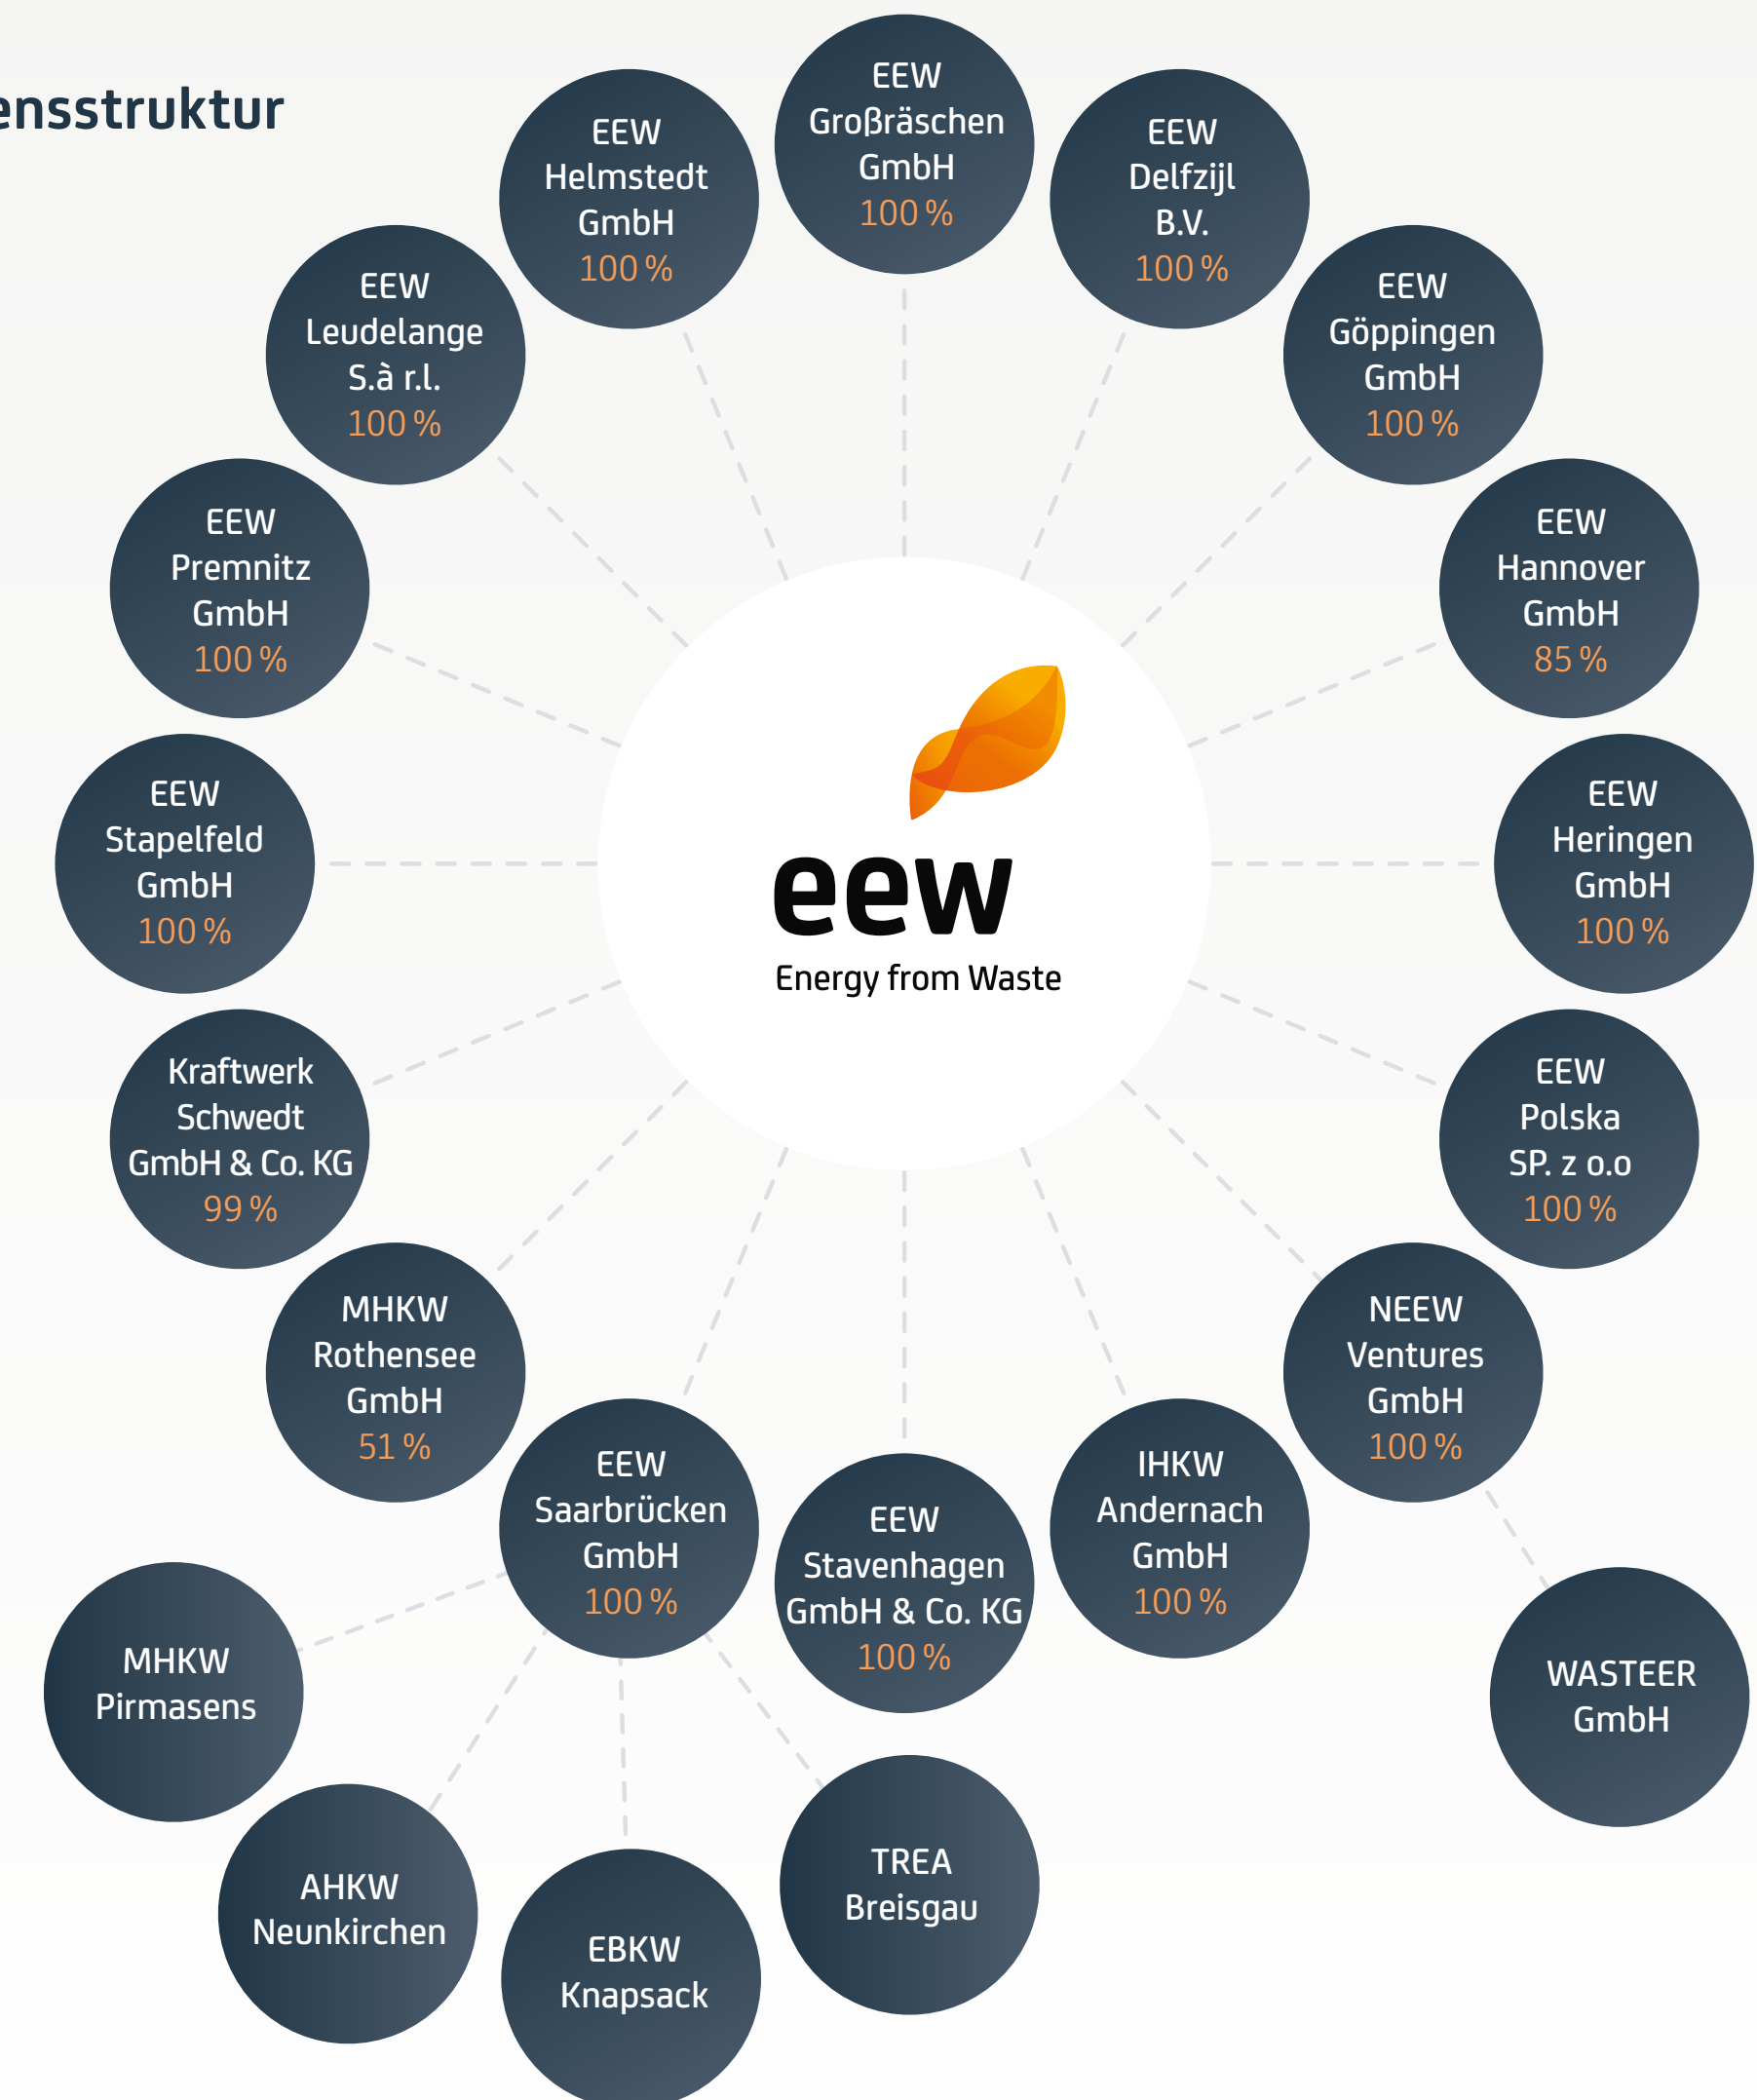 ensstruktur
EEW
Großräschen
GmbH
100 %
EEW
Helmstedt
GmbH
100 %
EEW
Delfzijl
B.V.
100 %
EEW
Leudelange
S.à r.l.
100 %
EEW
Göppingen
GmbH
100 %
EEW
Premnitz
GmbH
100 %
EEW
Hannover
GmbH
85 %
EEW
Stapelfeld
GmbH
100 %
eew
Energy from Waste
EEW
Heringen
GmbH
100 %
Kraftwerk
Schwedt
GmbH & Co. KG
99 %
EEW
Polska
SP. z o.o
100 %
MHKW
Rothensee
GmbH
51 %
NEEW
Ventures
GmbH
100 %
EEW
Saarbrücken
GmbH
100 %
EEW
Stavenhagen
GmbH & Co. KG
100 %
IHKW
Andernach
GmbH
100 %
MHKW
Pirmasens
WASTEER
GmbH
AHKW
Neunkirchen
EBKW
Knapsack
TREA
Breisgau